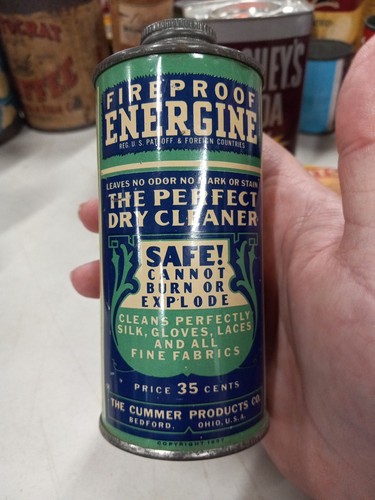 FIREPROOF
ENERGINE
REG. U.S. PAT. OFF & FOREIGN COUNTRIES
LEAVES NO ODOR NO MARK OR STAIN
THE PERFECT
DRY CLEANER
SAFE!
CANNOT
BURN OR
EXPLODE
CLEANS PERFECTLY
SILK, GLOVES, LACES
AND ALL
FINE FABRICS
PRICE 35 CENTS
THE CUMMER PRODUCTS CO.
BEDFORD, OHIO, U.S.A.
COPYRIGHT
HEY'S